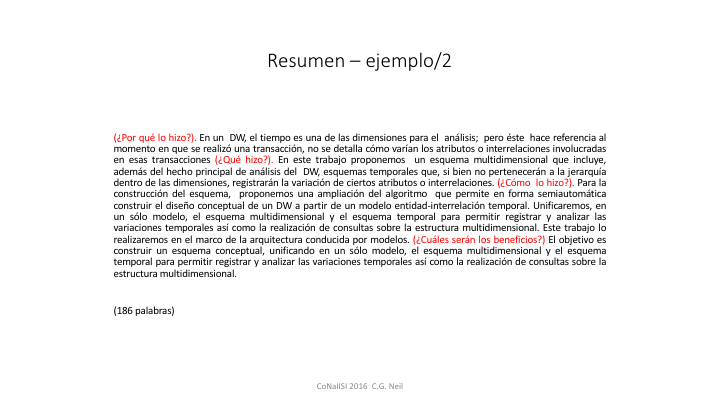 Resumen – ejemplo/2
(¿Por qué lo hizo?). En un DW, el tiempo es una de las dimensiones para el análisis; pero éste hace referencia al
momento en que se realizó una transacción, no se detalla cómo varían los atributos o interrelaciones involucradas
en esas transacciones (¿Qué hizo?). En este trabajo proponemos un esquema multidimensional que incluye,
además del hecho principal de análisis del DW, esquemas temporales que, si bien no pertenecerán a la jerarquía
dentro de las dimensiones, registrarán la variación de ciertos atributos o interrelaciones. (¿Cómo lo hizo?). Para la
construcción del esquema, proponemos una ampliación del algoritmo que permite en forma semiautomática
construir el diseño conceptual de un DW a partir de un modelo entidad-interrelación temporal. Unificaremos, en
un sólo modelo, el esquema multidimensional y el esquema temporal para permitir registrar y analizar las
variaciones temporales así como la realización de consultas sobre la estructura multidimensional. Este trabajo lo
realizaremos en el marco de la arquitectura conducida por modelos. (¿Cuáles serán los beneficios?) El objetivo es
construir un esquema conceptual, unificando en un sólo modelo, el esquema multidimensional y el esquema
temporal para permitir registrar y analizar las variaciones temporales así como la realización de consultas sobre la
estructura multidimensional.
(186 palabras)
CoNaIISI 2016 C.G. Neil